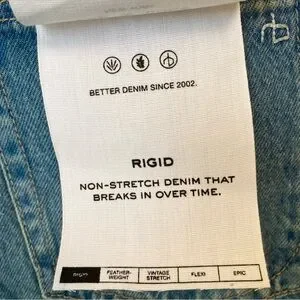 BETTER DENIM SINCE 2002.
RIGID
NON-STRETCH DENIM THAT
BREAKS IN OVER TIME.
RIGID
FEATHER-
WEIGHT
VINTAGE
STRETCH
FLEXI
EPIC